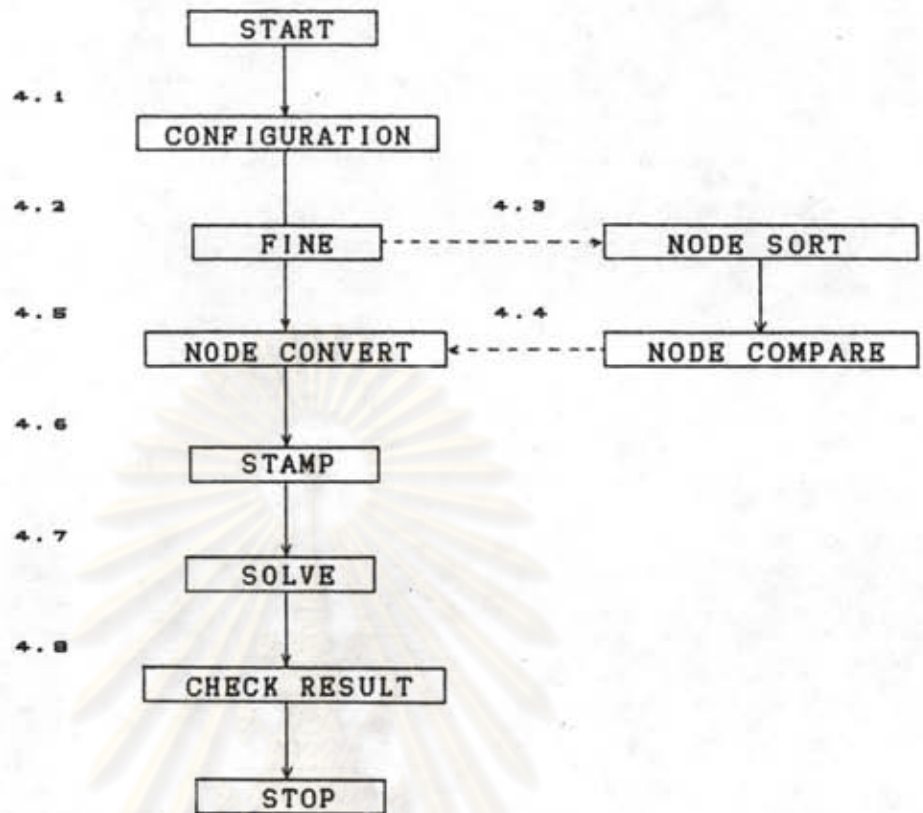 START
4.1
CONFIGURATION
4.2
4.3
FINE
NODE SORT
4.5
4.4
NODE CONVERT
NODE COMPARE
4.6
STAMP
4.7
SOLVE
4.8
CHECK RESULT
STOP